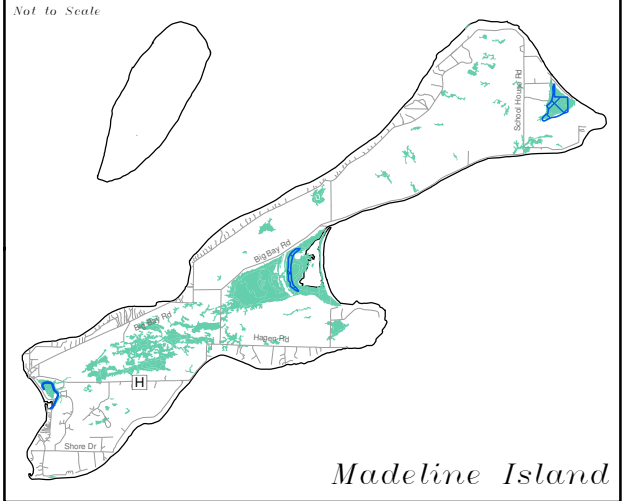 Not to Scale
School House Rd
Big Bay Rd
Big Bay Rd
Hagen Rd
H
Shore Dr
Madeline Island